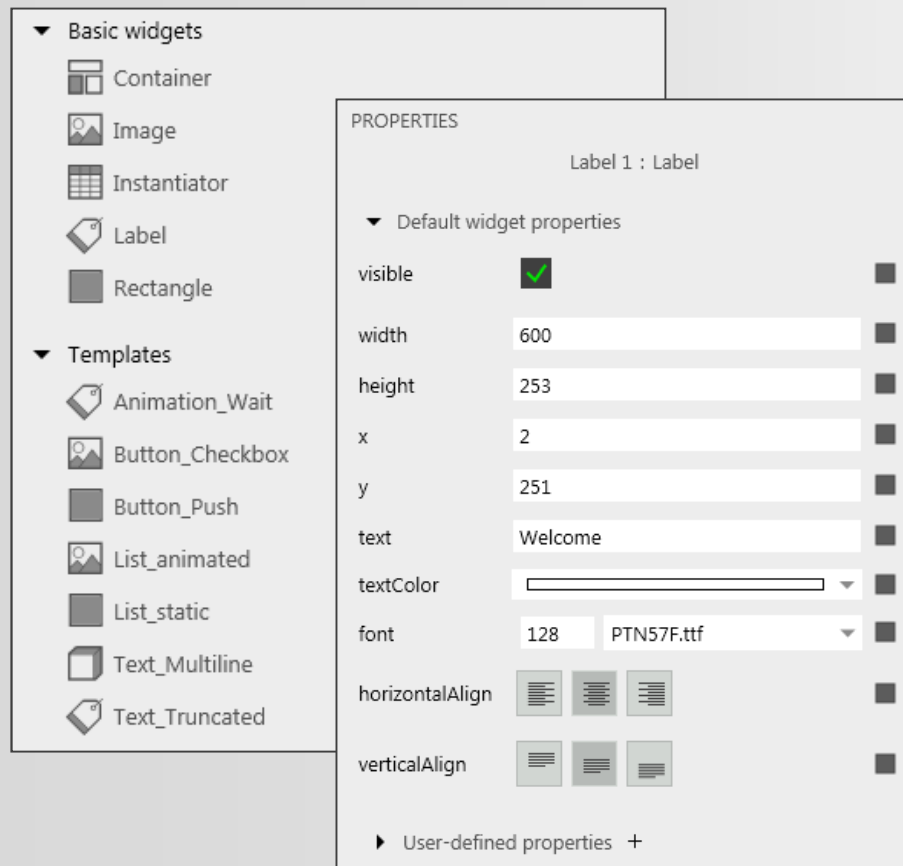 Basic widgets
Container
Image
Instantiator
Label
Rectangle
Templates
Animation_Wait
Button_Checkbox
Button_Push
List_animated
List_static
Text_Multiline
Text_Truncated
PROPERTIES
Label 1 : Label
Default widget properties
visible
width 600
height 253
x 2
y 251
text Welcome
textColor
font 128 PTN57F.ttf
horizontalAlign
verticalAlign
User-defined properties +